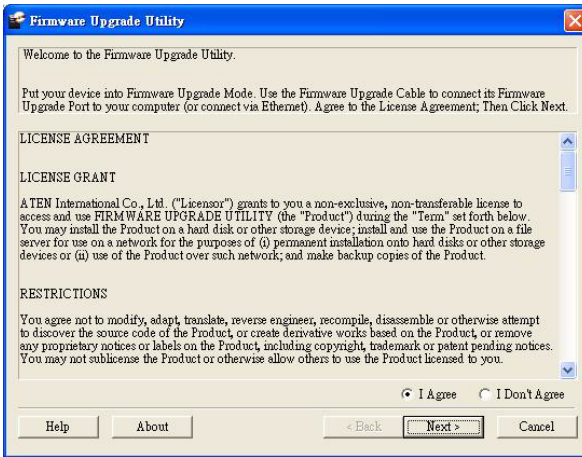 Firmware Upgrade Utility
Welcome to the Firmware Upgrade Utility.
Put your device into Firmware Upgrade Mode. Use the Firmware Upgrade Cable to connect its Firmware
Upgrade Port to your computer (or connect via Ethernet). Agree to the License Agreement; Then Click Next.
LICENSE AGREEMENT
LICENSE GRANT
ATEN International Co., Ltd. ("Licensor") grants to you a non-exclusive, non-transferable license to
access and use FIRMWARE UPGRADE UTILITY (the "Product") during the "Term" set forth below.
You may install the Product on a hard disk or other storage device; install and use the Product on a file
server for use on a network for the purposes of (i) permanent installation onto hard disks or other storage
devices or (ii) use of the Product over such network; and make backup copies of the Product.
RESTRICTIONS
You agree not to modify, adapt, translate, reverse engineer, recompile, disassemble or otherwise attempt
to discover the source code of the Product, or create derivative works based on the Product, or remove
any proprietary notices or labels on the Product, including copyright, trademark or patent pending notices.
You may not sublicense the Product or otherwise allow others to use the Product licensed to you.
I Agree I Don't Agree
Help About < Back Next > Cancel